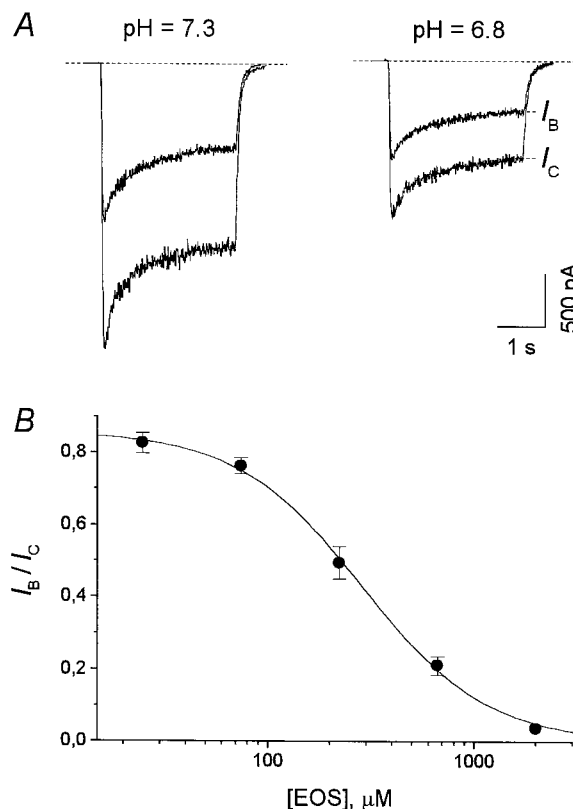 A
pH = 7.3
pH = 6.8
I_B
I_C
500 nA
1 s
B
I_B / I_C
0,8
0,6
0,4
0,2
0,0
100
1000
[EOS], μM